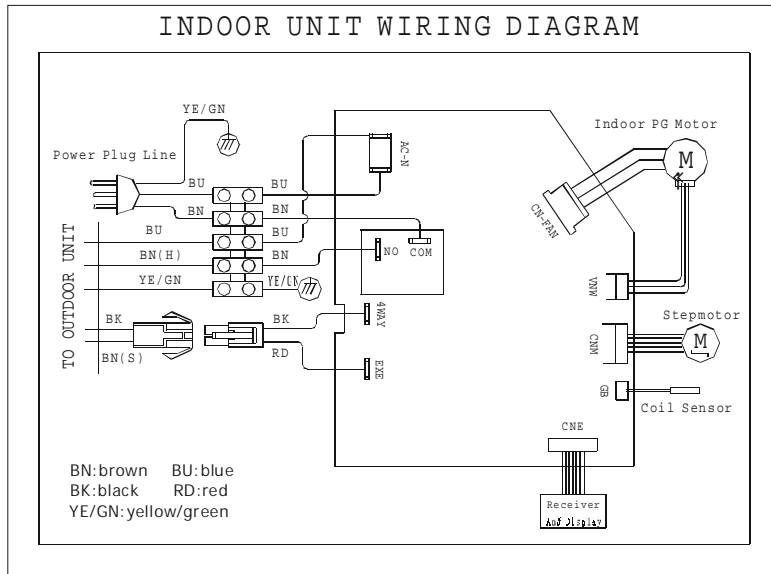 INDOOR UNIT WIRING DIAGRAM
YE/GN
Power Plug Line
AC-N
Indoor PG Motor
M
CN-FAN
BU
BU
BN
BN
BU
BU
BN(H)
BN
NO
COM
YE/GN
YE/GN
TO OUTDOOR UNIT
VNW
BK
BN(S)
BK
RD
4WAY
EXE
Stepmotor
CNM
M
GB
Coil Sensor
CNE
Receiver
And Display
BN:brown BU:blue
BK:black RD:red
YE/GN:yellow/green